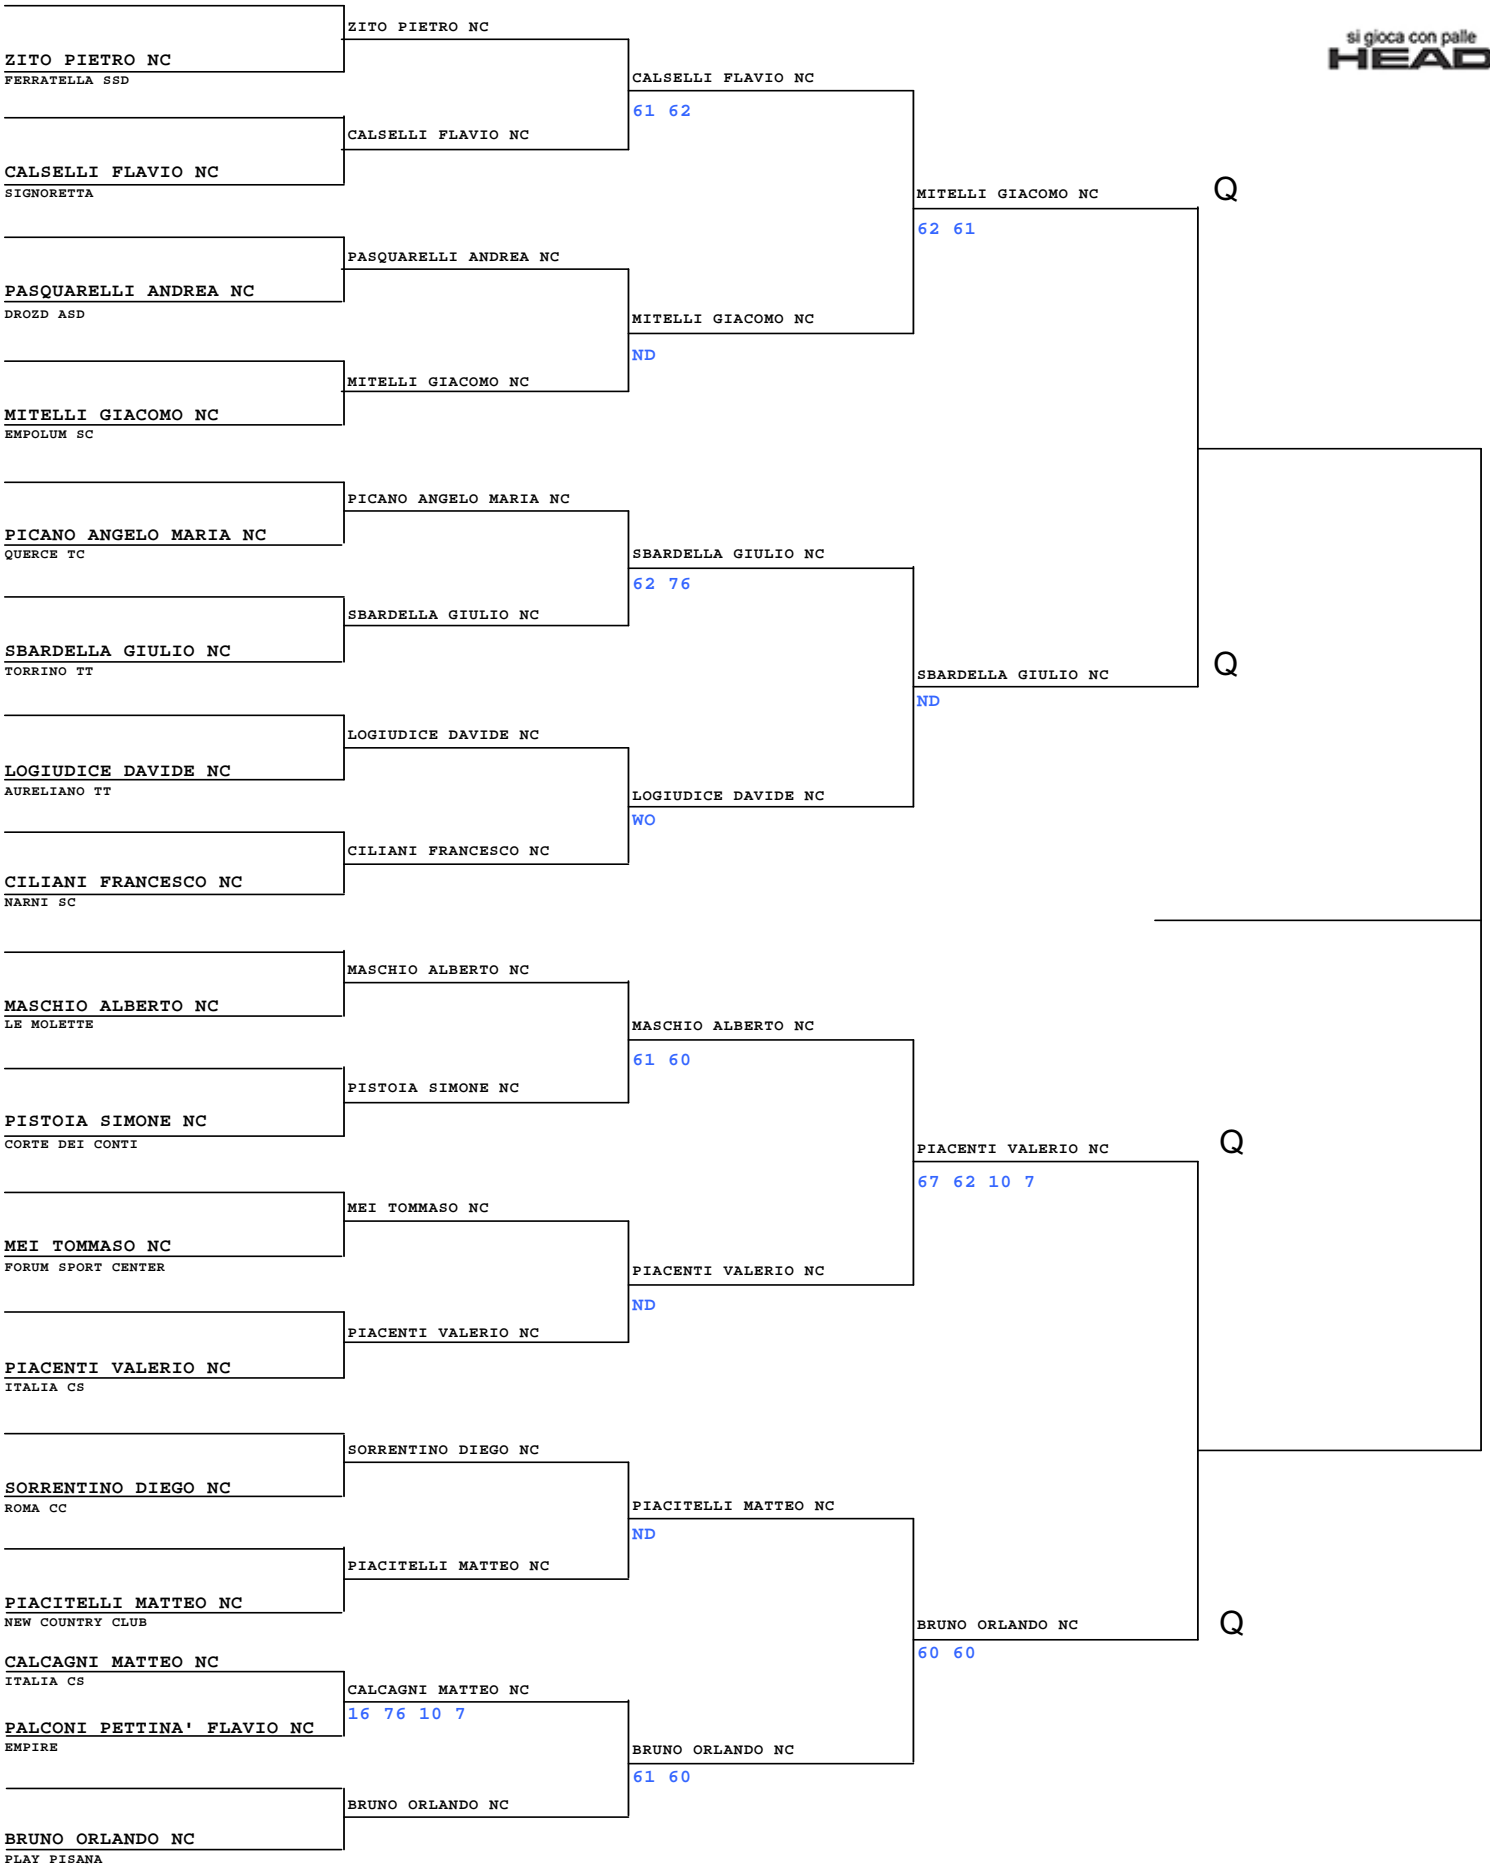 si gioca con palle
HEAD
ZITO PIETRO NC
FERRATELLA SSD
CALSELLI FLAVIO NC
SIGNORETTA
PASQUARELLI ANDREA NC
DROZD ASD
MITELLI GIACOMO NC
EMPOLUM SC
PICANO ANGELO MARIA NC
QUERCE TC
SBARDELLA GIULIO NC
TORRINO TT
LOGIUDICE DAVIDE NC
AURELIANO TT
CILIANI FRANCESCO NC
NARNI SC
MASCHIO ALBERTO NC
LE MOLETTE
PISTOIA SIMONE NC
CORTE DEI CONTI
MEI TOMMASO NC
FORUM SPORT CENTER
PIACENTI VALERIO NC
ITALIA CS
SORRENTINO DIEGO NC
ROMA CC
PIACITELLI MATTEO NC
NEW COUNTRY CLUB
CALCAGNI MATTEO NC
ITALIA CS
PALCONI PETTINA' FLAVIO NC
EMPIRE
BRUNO ORLANDO NC
PLAY PISANA
ZITO PIETRO NC
CALSELLI FLAVIO NC
PASQUARELLI ANDREA NC
MITELLI GIACOMO NC
PICANO ANGELO MARIA NC
SBARDELLA GIULIO NC
LOGIUDICE DAVIDE NC
CILIANI FRANCESCO NC
MASCHIO ALBERTO NC
PISTOIA SIMONE NC
MEI TOMMASO NC
PIACENTI VALERIO NC
SORRENTINO DIEGO NC
PIACITELLI MATTEO NC
CALCAGNI MATTEO NC
16 76 10 7
BRUNO ORLANDO NC
CALSELLI FLAVIO NC
61 62
MITELLI GIACOMO NC
ND
SBARDELLA GIULIO NC
62 76
LOGIUDICE DAVIDE NC
WO
MASCHIO ALBERTO NC
61 60
PIACENTI VALERIO NC
ND
PIACITELLI MATTEO NC
ND
BRUNO ORLANDO NC
61 60
MITELLI GIACOMO NC
62 61
SBARDELLA GIULIO NC
ND
PIACENTI VALERIO NC
67 62 10 7
BRUNO ORLANDO NC
60 60
Q
Q
Q
Q